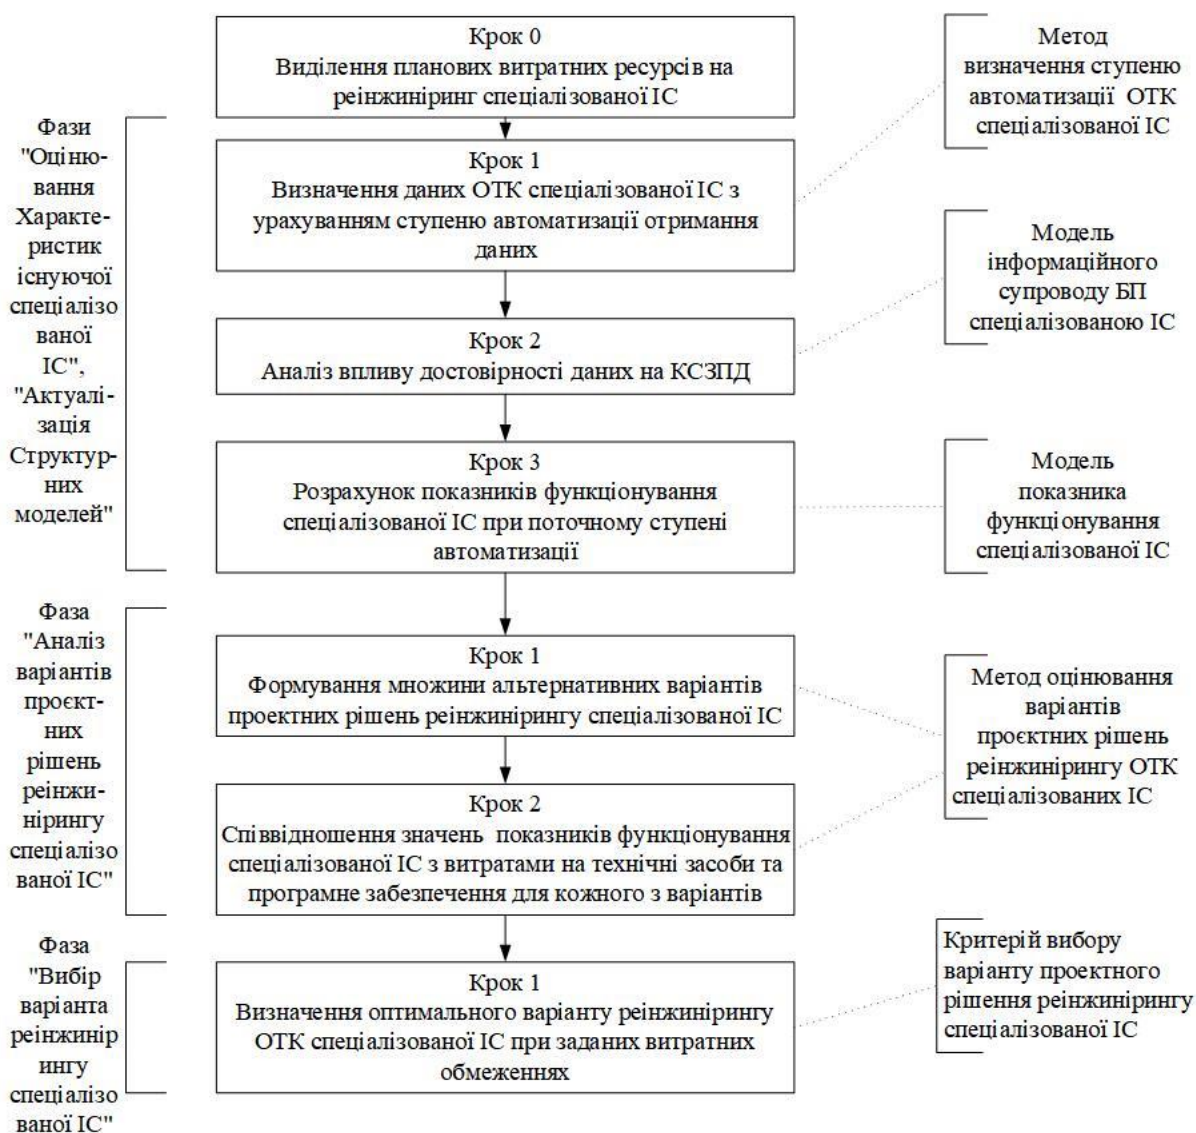 Крок 0
Виділення планових витратних ресурсів на
реінжиніринг спеціалізованої ІС
Метод
визначення ступеню
автоматизації ОТК
спеціалізованої ІС
Фази
"Оціню-
вання
Характе-
ристик
існуючої
спеціалізо
ваної
ІС",
"Актуалі-
зація
Структур-
них
моделей"
Крок 1
Визначення даних ОТК спеціалізованої ІС з
урахуванням ступеню автоматизації отримання
даних
Модель
інформаційного
супроводу БП
спеціалізованою ІС
Крок 2
Аналіз впливу достовірності даних на КСЗПД
Крок 3
Розрахунок показників функціонування
спеціалізованої ІС при поточному ступені
автоматизації
Модель
показника
функціонування
спеціалізованої ІС
Фаза
"Аналіз
варіантів
проєкт-
них
рішень
реінжи-
нірингу
спеціалізо
ваної ІС"
Крок 1
Формування множини альтернативних варіантів
проектних рішень реінжинірингу спеціалізованої ІС
Метод оцінювання
варіантів
проєктних рішень
реінжинірингу ОТК
спеціалізованих ІС
Крок 2
Співвідношення значень показників функціонування
спеціалізованої ІС з витратами на технічні засоби та
програмне забезпечення для кожного з варіантів
Фаза
"Вибір
варіанта
реінжинір
ингу
спеціалізо
ваної ІС"
Крок 1
Визначення оптимального варіанту реінжинірингу
ОТК спеціалізованої ІС при заданих витратних
обмеженнях
Критерій вибору
варіанту проектного
рішення реінжинірингу
спеціалізованої ІС